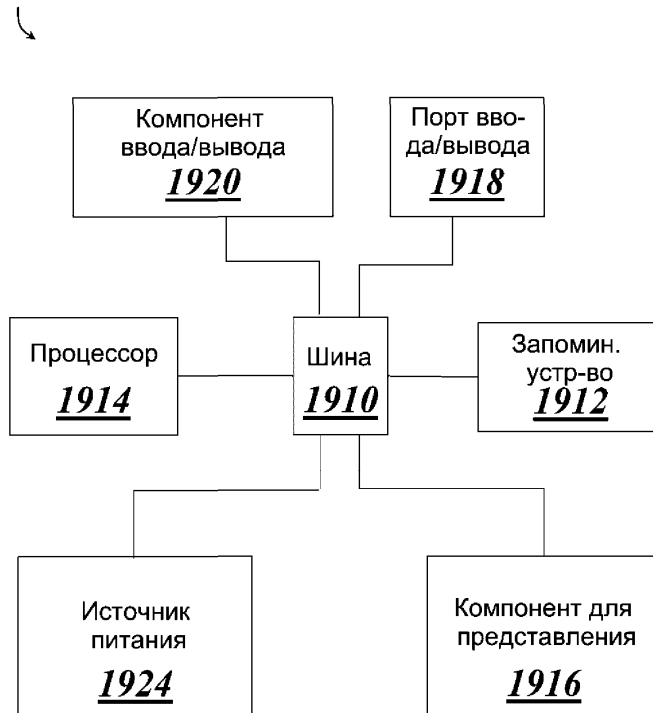 Компонент
ввода/вывода
1920
Порт вво-
да/вывода
1918
Процессор
1914
Шина
1910
Запомин.
устр-во
1912
Источник
питания
1924
Компонент для
представления
1916